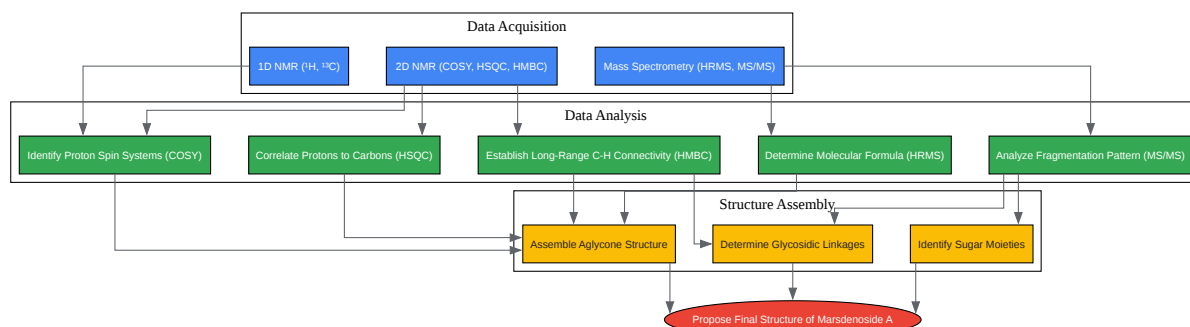 Data Acquisition
1D NMR (¹H, ¹³C)
2D NMR (COSY, HSQC, HMBC)
Mass Spectrometry (HRMS, MS/MS)
Data Analysis
Identify Proton Spin Systems (COSY)
Correlate Protons to Carbons (HSQC)
Establish Long-Range C-H Connectivity (HMBC)
Determine Molecular Formula (HRMS)
Analyze Fragmentation Pattern (MS/MS)
Structure Assembly
Assemble Aglycone Structure
Determine Glycosidic Linkages
Identify Sugar Moieties
Propose Final Structure of Marsdenoside A